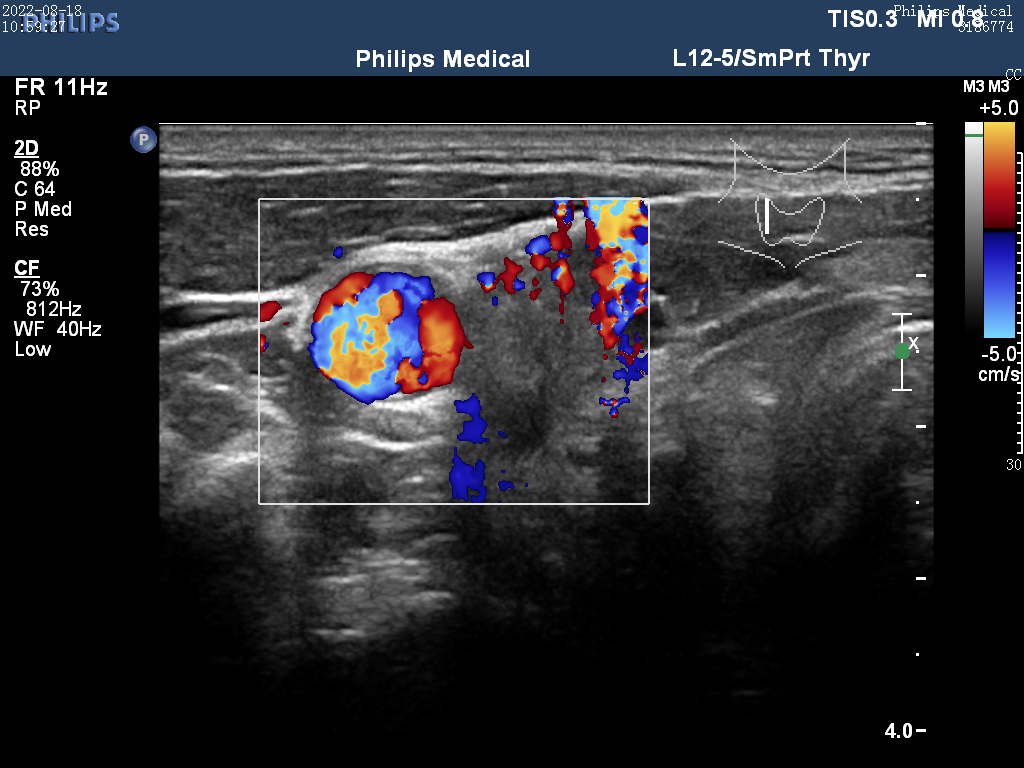 2022-08-18
10:59:27
PHILIPS
TIS0.3 MI 0.8
Philips Medical
9186774
Philips Medical
L12-5/SmPrt Thyr
CC
FR 11Hz
RP
M3 M3
+5.0
P
2D
88%
C 64
P Med
Res
CF
73%
812Hz
WF 40Hz
Low
x
-5.0
cm/s
30
4.0